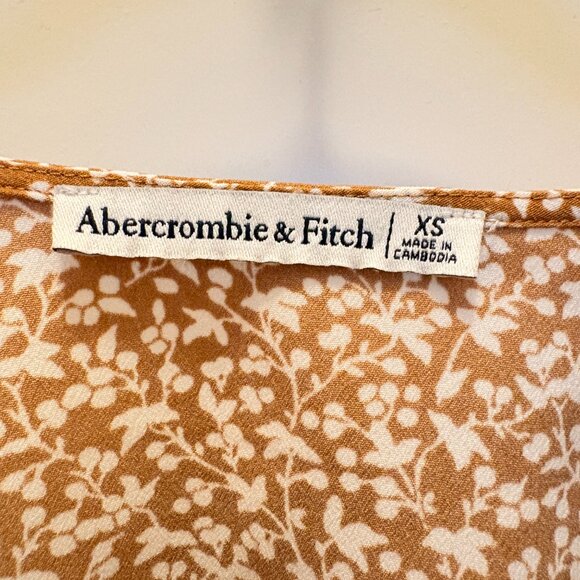 Abercrombie & Fitch
XS
MADE IN
CAMBODIA